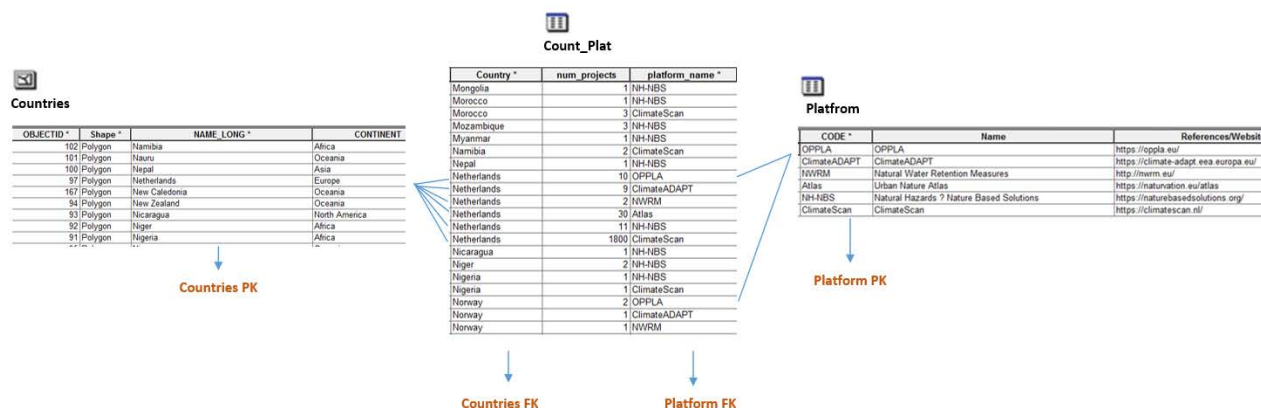 Count_Plat
Country * num_projects platform_name *
Mongolia 1 NH-NBS
Morocco 1 NH-NBS
Morocco 3 ClimateScan
Mozambique 3 NH-NBS
Myanmar 1 NH-NBS
Namibia 2 ClimateScan
Nepal 1 NH-NBS
Netherlands 10 OPPLA
Netherlands 9 ClimateADAPT
Netherlands 2 NWRM
Netherlands 30 Atlas
Netherlands 11 NH-NBS
Netherlands 1800 ClimateScan
Nicaragua 1 NH-NBS
Niger 2 NH-NBS
Nigeria 1 NH-NBS
Nigeria 1 ClimateScan
Norway 2 OPPLA
Norway 1 ClimateADAPT
Norway 1 NWRM
Countries FK Platform FK
Countries
OBJECTID * Shape * NAME_LONG * CONTINENT
102 Polygon Namibia Africa
101 Polygon Nauru Oceania
100 Polygon Nepal Asia
97 Polygon Netherlands Europe
167 Polygon New Caledonia Oceania
94 Polygon New Zealand Oceania
93 Polygon Nicaragua North America
92 Polygon Niger Africa
91 Polygon Nigeria Africa
Countries PK
Platfrom
CODE * Name References/Websit
OPPLA OPPLA https://oppla.eu/
ClimateADAPT ClimateADAPT https://climate-adapt.eea.europa.eu/
NWRM Natural Water Retention Measures http://nwrm.eu/
Atlas Urban Nature Atlas https://naturvation.eu/atlas
NH-NBS Natural Hazards ? Nature Based Solutions https://naturebasedsolutions.org/
ClimateScan ClimateScan https://climatescan.nl/
Platform PK